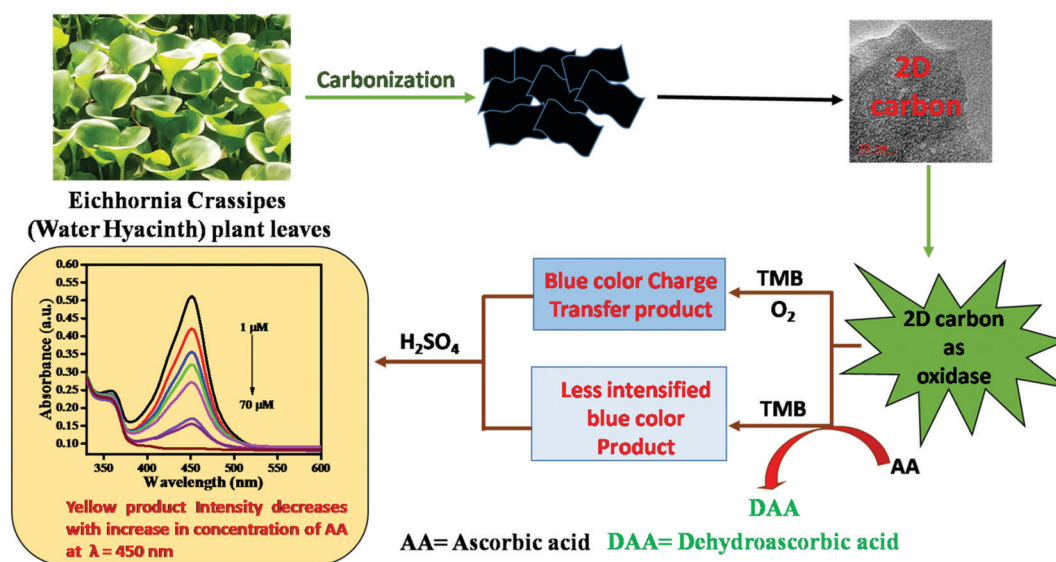 Carbonization
2D
carbon
Eichhornia Crassipes
(Water Hyacinth) plant leaves
Blue color Charge
Transfer product
TMB
O₂
2D carbon
as
oxidase
H₂SO₄
Less intensified
blue color
Product
TMB
AA
DAA
AA= Ascorbic acid DAA= Dehydroascorbic acid
Absorbance (a.u.)
0.60
0.55
0.50
0.45
0.40
0.35
0.30
0.25
0.20
0.15
0.10
1 µM
70 µM
350 400 450 500 550 600
Wavelength (nm)
Yellow product Intensity decreases
with increase in concentration of AA
at λ = 450 nm